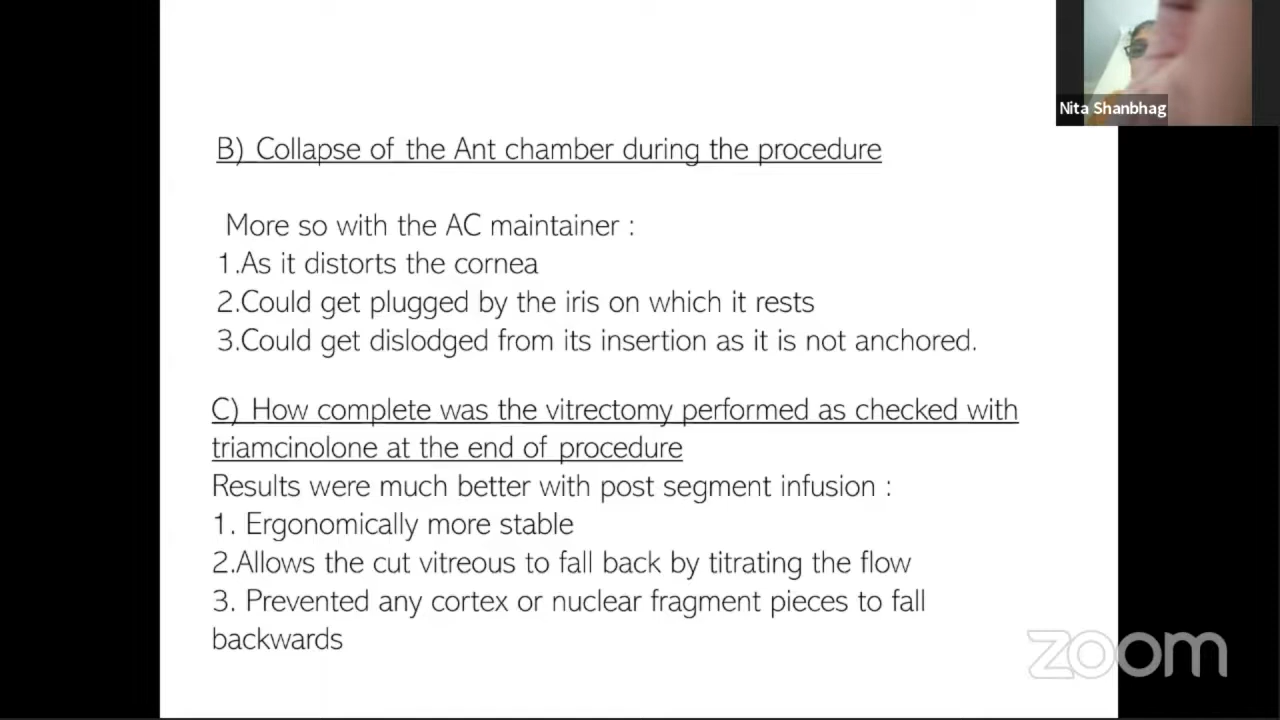 Nita Shanbhag
B) Collapse of the Ant chamber during the procedure
More so with the AC maintainer :
1.As it distorts the cornea
2.Could get plugged by the iris on which it rests
3.Could get dislodged from its insertion as it is not anchored.
C) How complete was the vitrectomy performed as checked with
triamcinolone at the end of procedure
Results were much better with post segment infusion :
1. Ergonomically more stable
2.Allows the cut vitreous to fall back by titrating the flow
3. Prevented any cortex or nuclear fragment pieces to fall
backwards
zoom